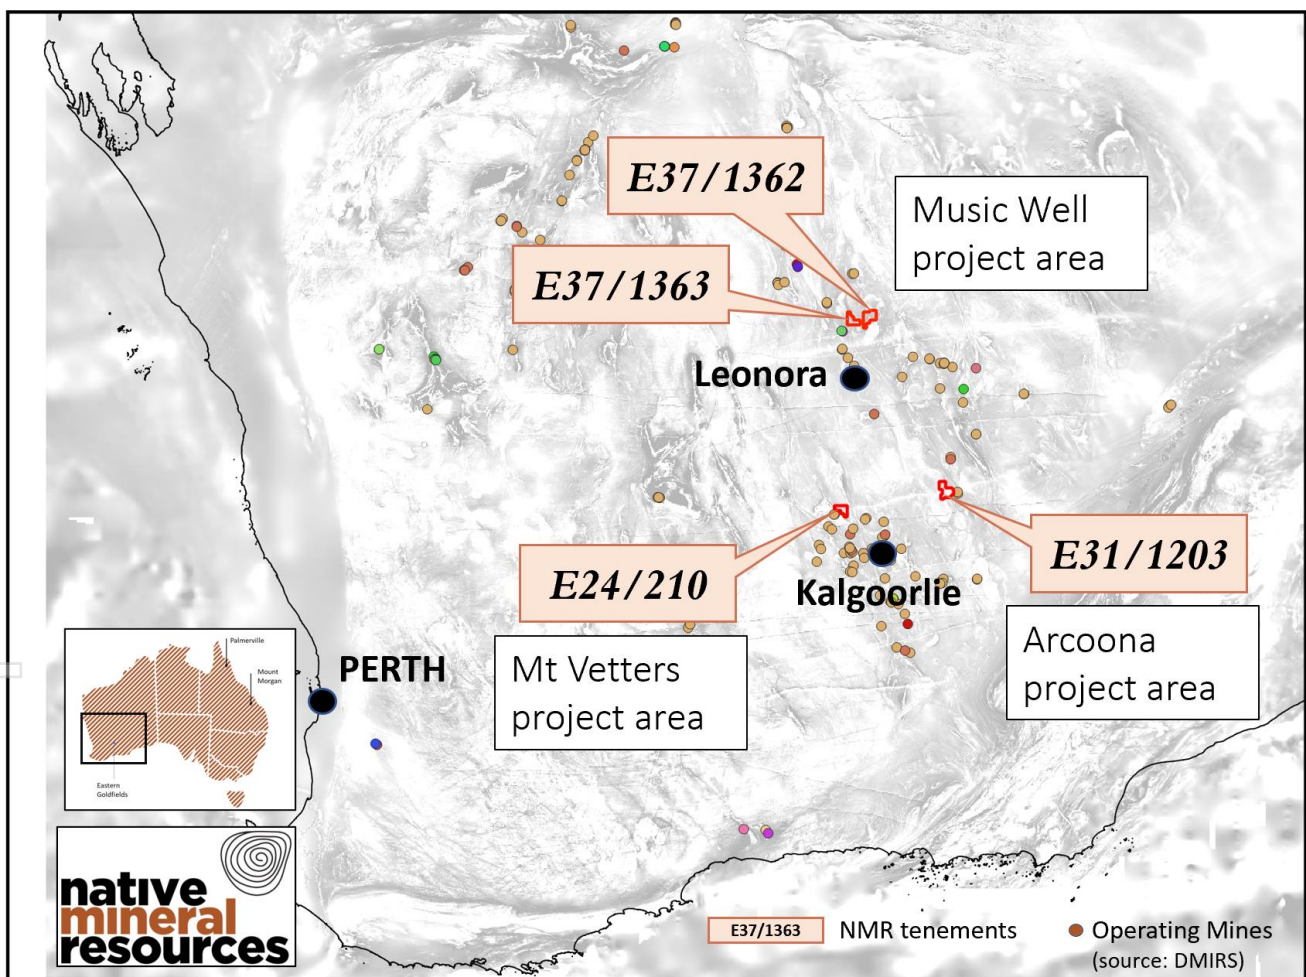 E37/1362
Music Well
project area
E37/1363
Leonora
E24/210
E31/1203
Kalgoorlie
Mt Vetters
project area
Arcoona
project area
PERTH
Palmerville
Mount
Morgan
Eastern
Goldfields
native
mineral
resources
E37/1363 NMR tenements Operating Mines
(source: DMIRS)